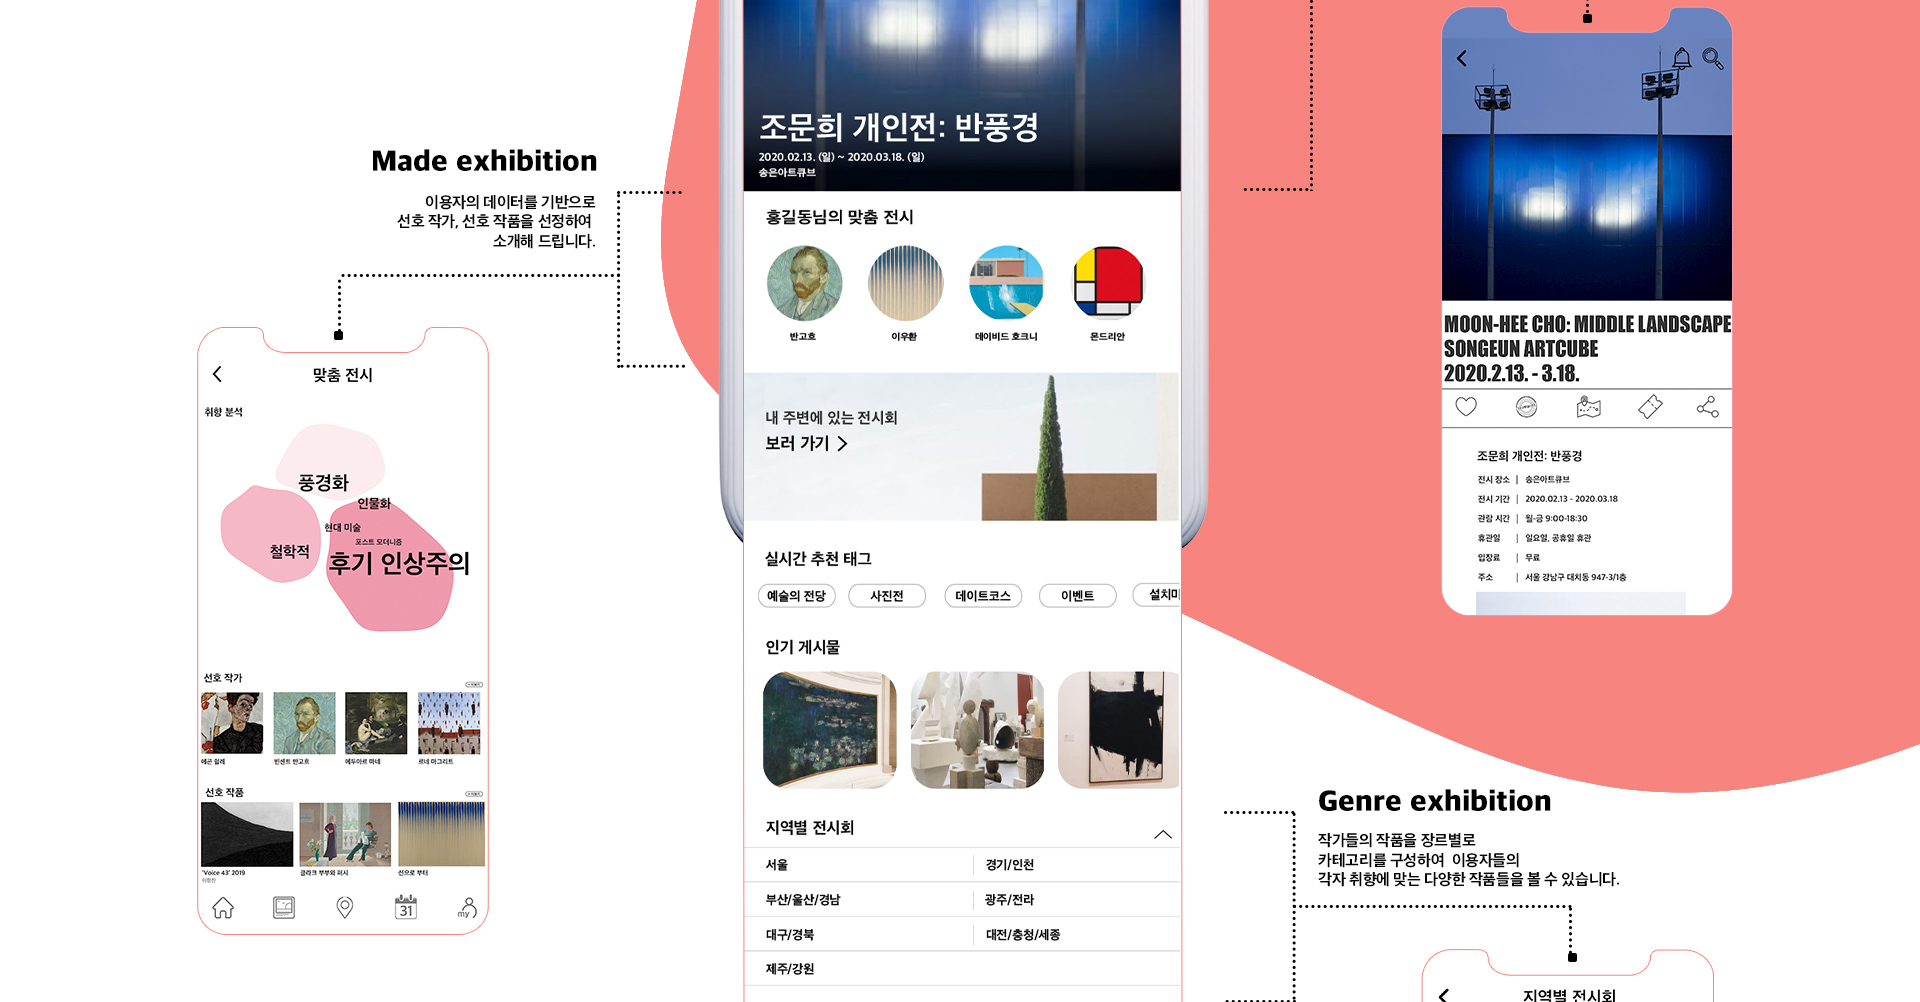 Made exhibition
이용자의 데이터를 기반으로
선호 작가, 선호 작품을 선정하여
소개해 드립니다.
맞춤 전시
취향 분석
풍경화
인물화
현대 미술
포스트 모더니즘
철학적
후기 인상주의
선호 작가
에곤 쉴레
빈센트 반고흐
에두아르 마네
르네 마그리트
선호 작품
'Voice 43' 2019
클라크 부부와 퍼시
선으로 부터
31
my
조문희 개인전: 반풍경
2020.02.13. (일) ~ 2020.03.18. (일)
송은아트큐브
홍길동님의 맞춤 전시
반고흐
이우환
데이비드 호크니
몬드리안
내 주변에 있는 전시회
보러 가기
실시간 추천 태그
예술의 전당
사진전
데이트코스
이벤트
설치미
인기 게시물
지역별 전시회
서울
경기/인천
부산/울산/경남
광주/전라
대구/경북
대전/충청/세종
제주/강원
MOON-HEE CHO: MIDDLE LANDSCAPE
SONGEUN ARTCUBE
2020.2.13. - 3.18.
조문희 개인전: 반풍경
전시 장소 | 송은아트큐브
전시 기간 | 2020.02.13 - 2020.03.18
관람 시간 | 월-금 9:00-18:30
휴관일 | 일요일, 공휴일 휴관
입장료 | 무료
주소 | 서울 강남구 대치동 947-3/1층
Genre exhibition
작가들의 작품을 장르별로
카테고리를 구성하여 이용자들의
각자 취향에 맞는 다양한 작품들을 볼 수 있습니다.
지역별 전시회